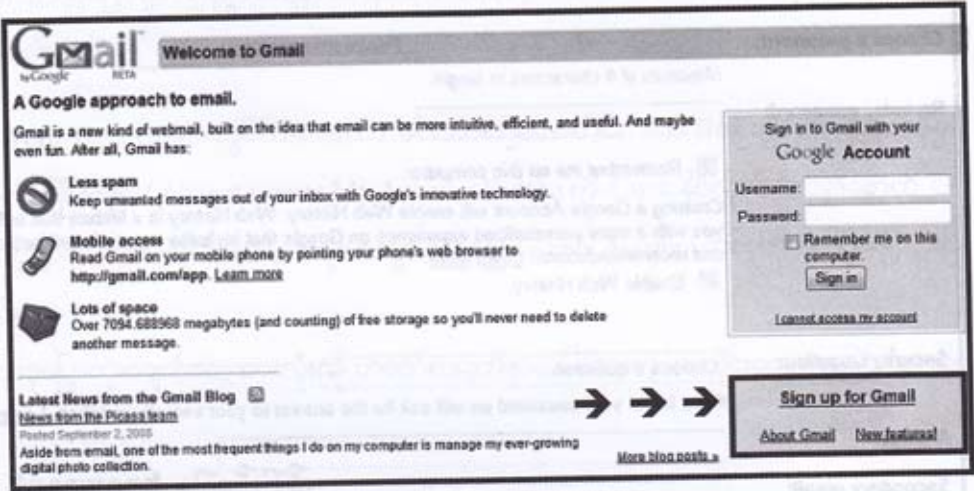 Gmail
by Google BETA
Welcome to Gmail
A Google approach to email.
Gmail is a new kind of webmail, built on the idea that email can be more intuitive, efficient, and useful. And maybe
even fun. After all, Gmail has:
Less spam
Keep unwanted messages out of your inbox with Google's innovative technology.
Mobile access
Read Gmail on your mobile phone by pointing your phone's web browser to
http://gmail.com/app. Learn more
Lots of space
Over 7094.688968 megabytes (and counting) of free storage so you'll never need to delete
another message.
Latest News from the Gmail Blog
News from the Picasa team
Posted September 2,
Aside from email, one of the most frequent things I do on my computer is manage my ever-growing
digital photo collection.
More blog posts »
Sign in to Gmail with your
Google Account
Username:
Password:
Remember me on this
computer.
Sign in
I cannot access my account
Sign up for Gmail
About Gmail New features!